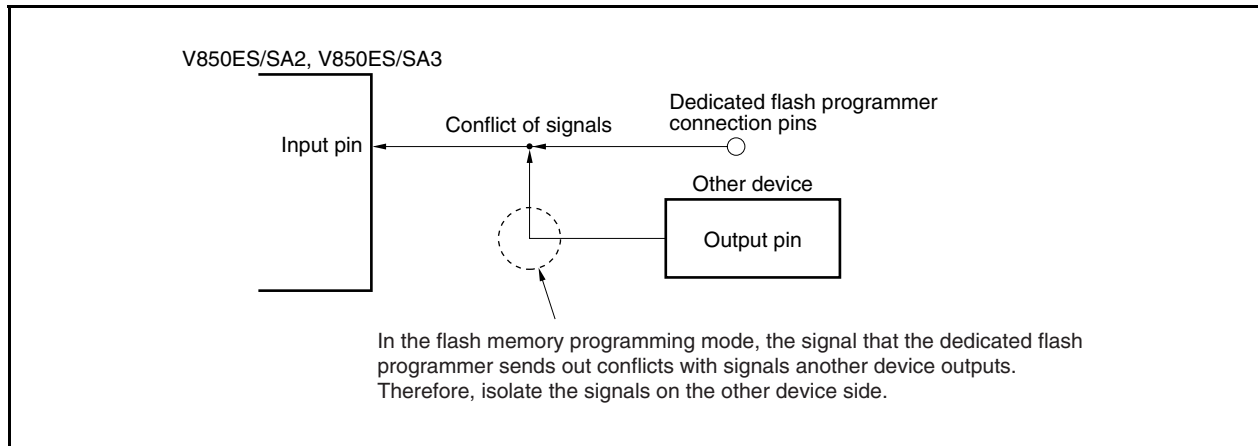 V850ES/SA2, V850ES/SA3
Dedicated flash programmer
connection pins
Conflict of signals
Input pin
Other device
Output pin
In the flash memory programming mode, the signal that the dedicated flash
programmer sends out conflicts with signals another device outputs.
Therefore, isolate the signals on the other device side.